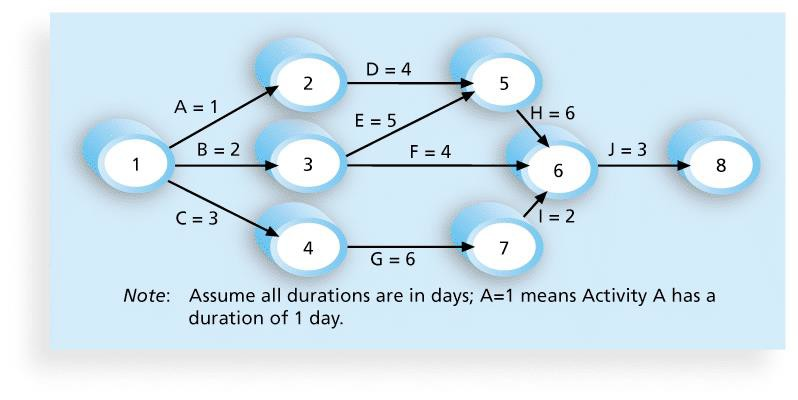 2
D = 4
5
A = 1
E = 5
H = 6
1
B = 2
3
F = 4
6
J = 3
8
C = 3
I = 2
4
G = 6
7
Note: Assume all durations are in days; A=1 means Activity A has a
duration of 1 day.